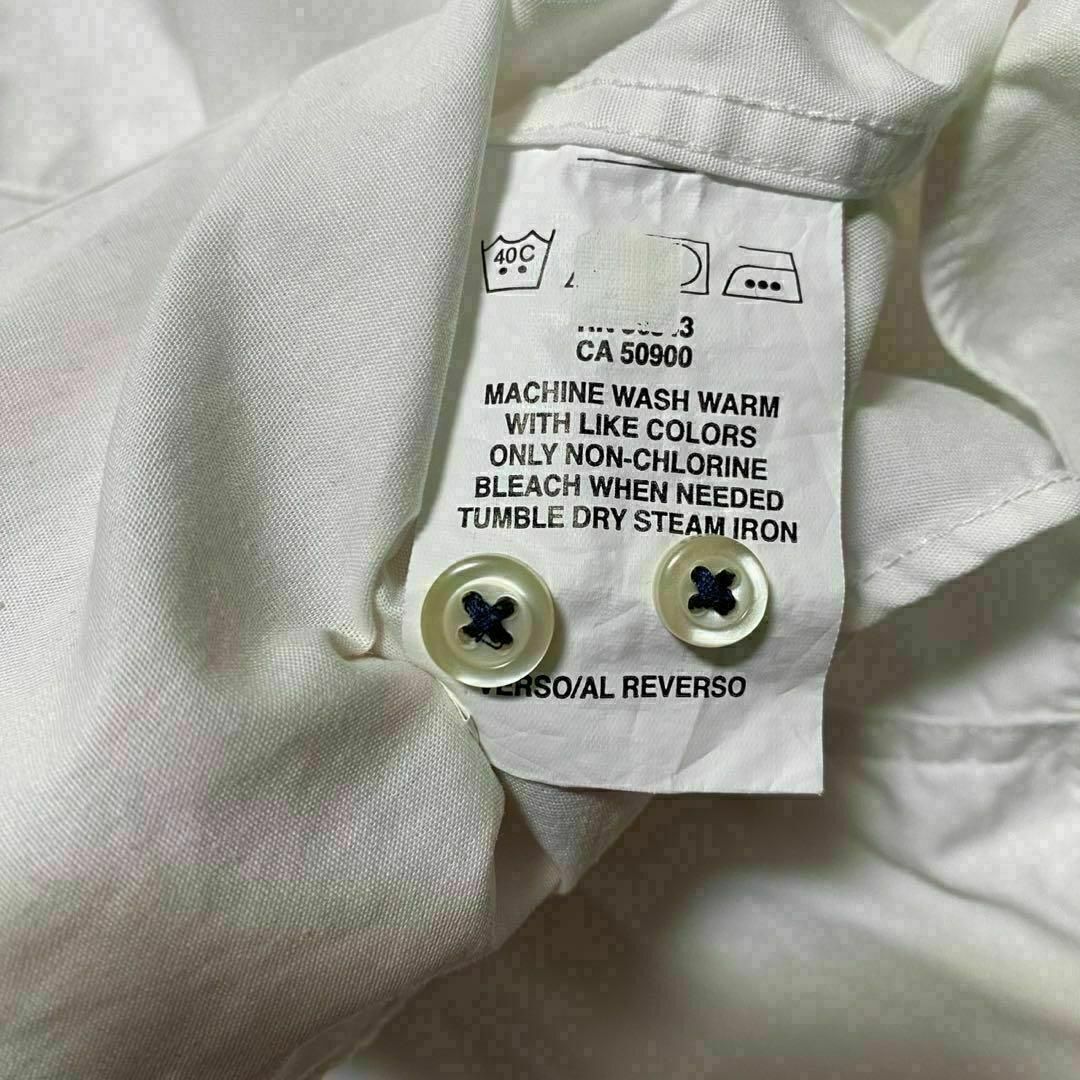 40C
CA 50900
MACHINE WASH WARM
WITH LIKE COLORS
ONLY NON-CHLORINE
BLEACH WHEN NEEDED
TUMBLE DRY STEAM IRON
VERSO/AL REVERSO